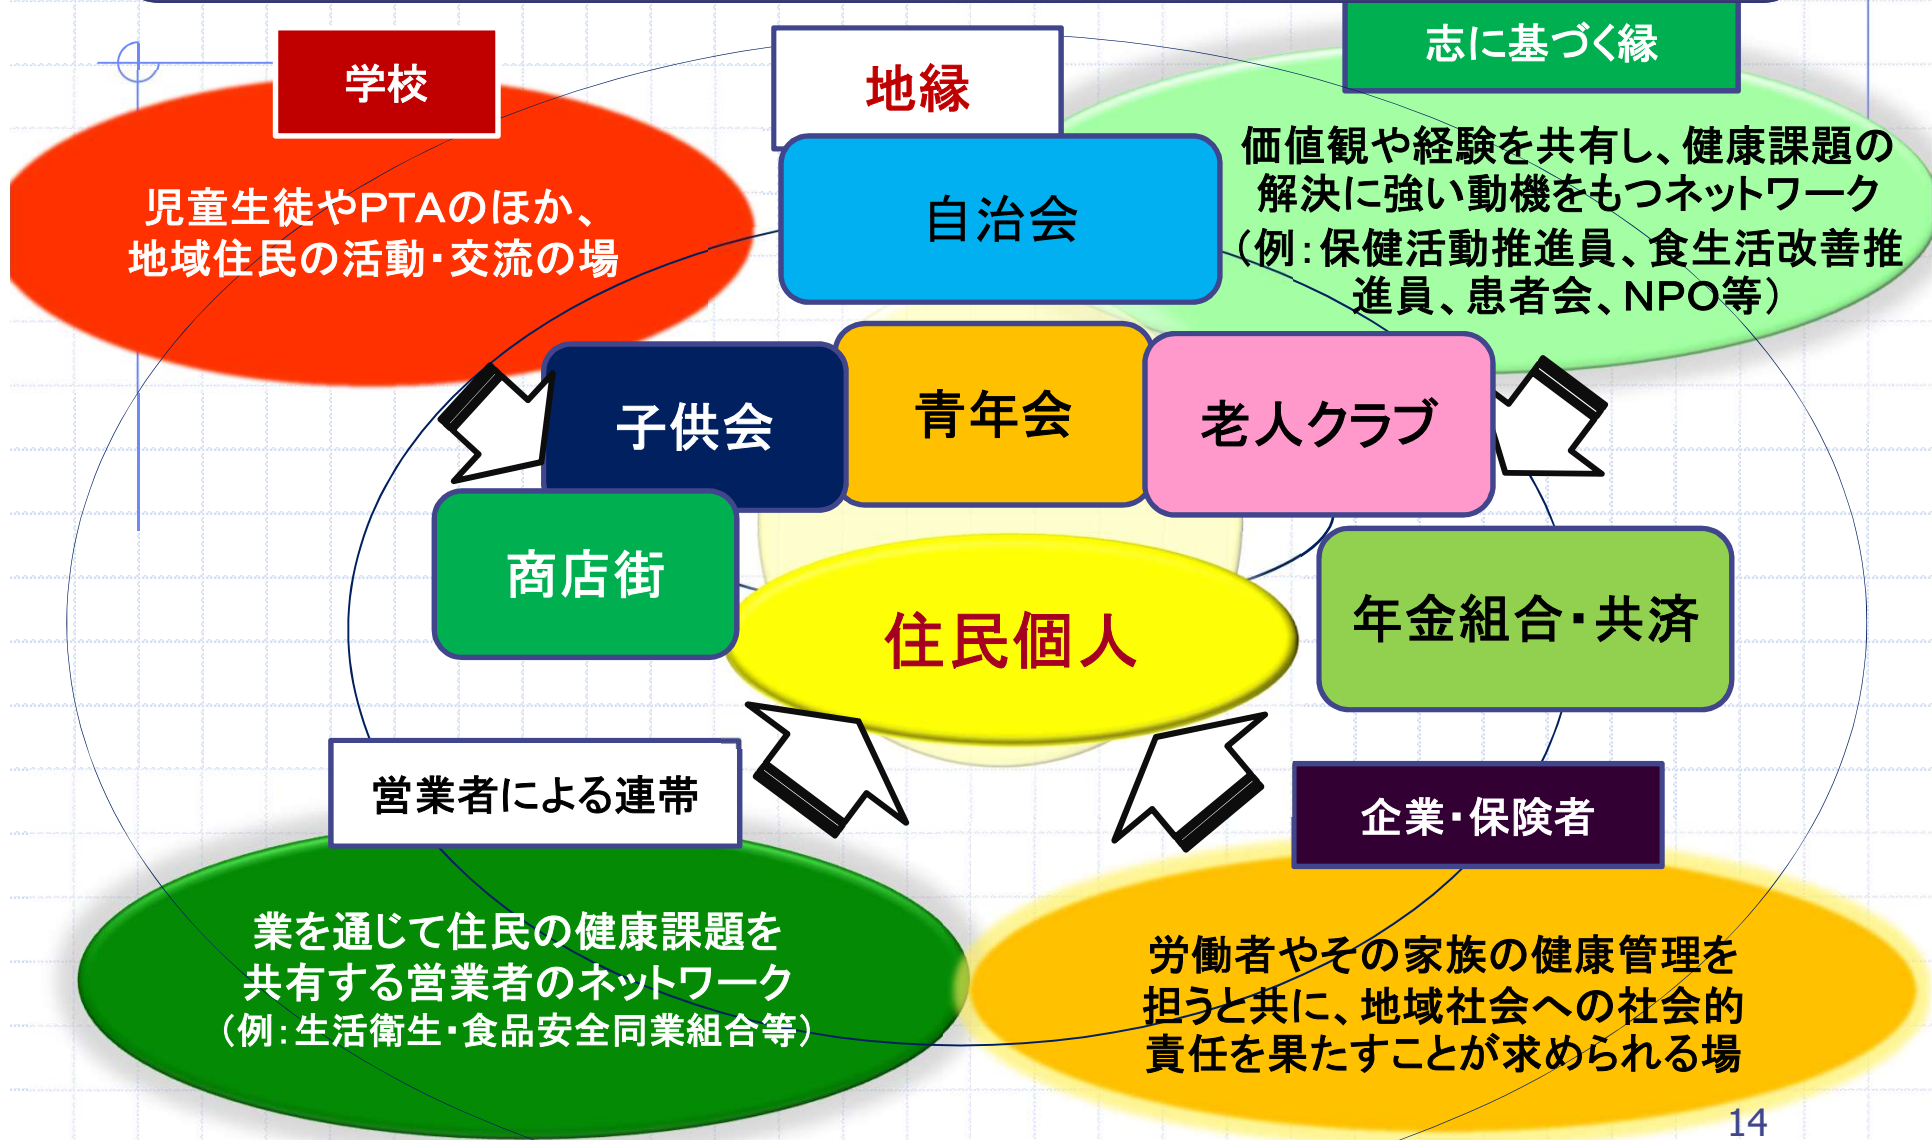 学校
地縁
志に基づく縁
児童生徒やPTAのほか、
地域住民の活動・交流の場
自治会
価値観や経験を共有し、健康課題の
解決に強い動機をもつネットワーク
（例：保健活動推進員、食生活改善推
進員、患者会、NPO等）
子供会
青年会
老人クラブ
商店街
住民個人
年金組合・共済
営業者による連帯
企業・保険者
業を通じて住民の健康課題を
共有する営業者のネットワーク
（例：生活衛生・食品安全同業組合等）
労働者やその家族の健康管理を
担うと共に、地域社会への社会的
責任を果たすことが求められる場
14